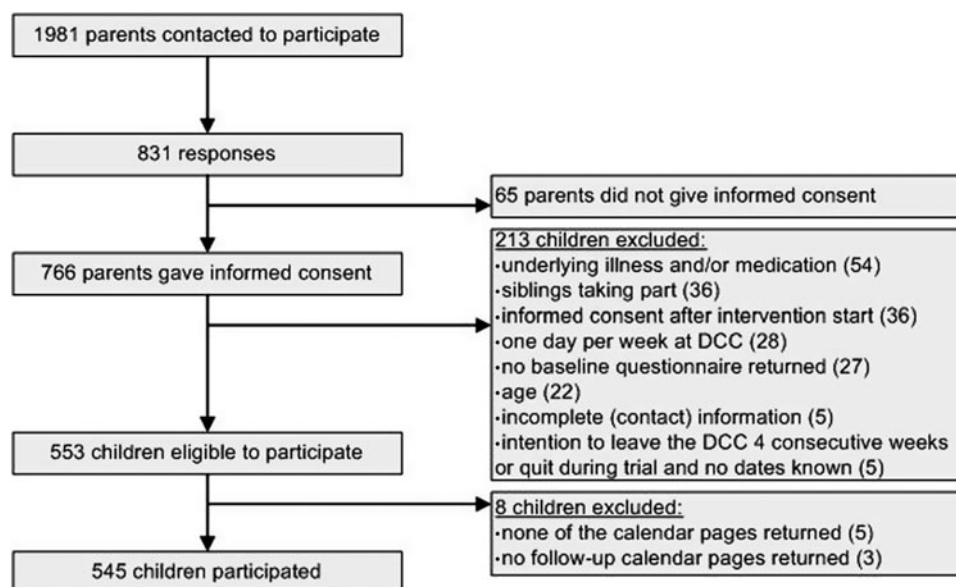 1981 parents contacted to participate
831 responses
65 parents did not give informed consent
766 parents gave informed consent
213 children excluded:
·underlying illness and/or medication (54)
·siblings taking part (36)
·informed consent after intervention start (36)
·one day per week at DCC (28)
·no baseline questionnaire returned (27)
·age (22)
·incomplete (contact) information (5)
·intention to leave the DCC 4 consecutive weeks
or quit during trial and no dates known (5)
553 children eligible to participate
8 children excluded:
·none of the calendar pages returned (5)
·no follow-up calendar pages returned (3)
545 children participated